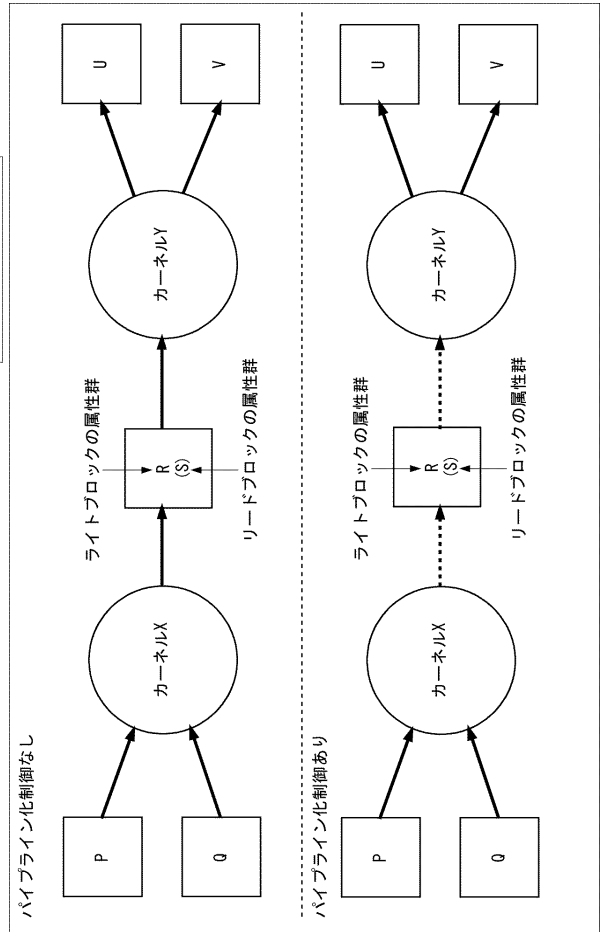 パイプライン化制御なし
P
Q
カーネルX
ライトブロックの属性群
R
(S)
リードブロックの属性群
カーネルY
U
V
パイプライン化制御あり
P
Q
カーネルX
ライトブロックの属性群
R
(S)
リードブロックの属性群
カーネルY
U
V